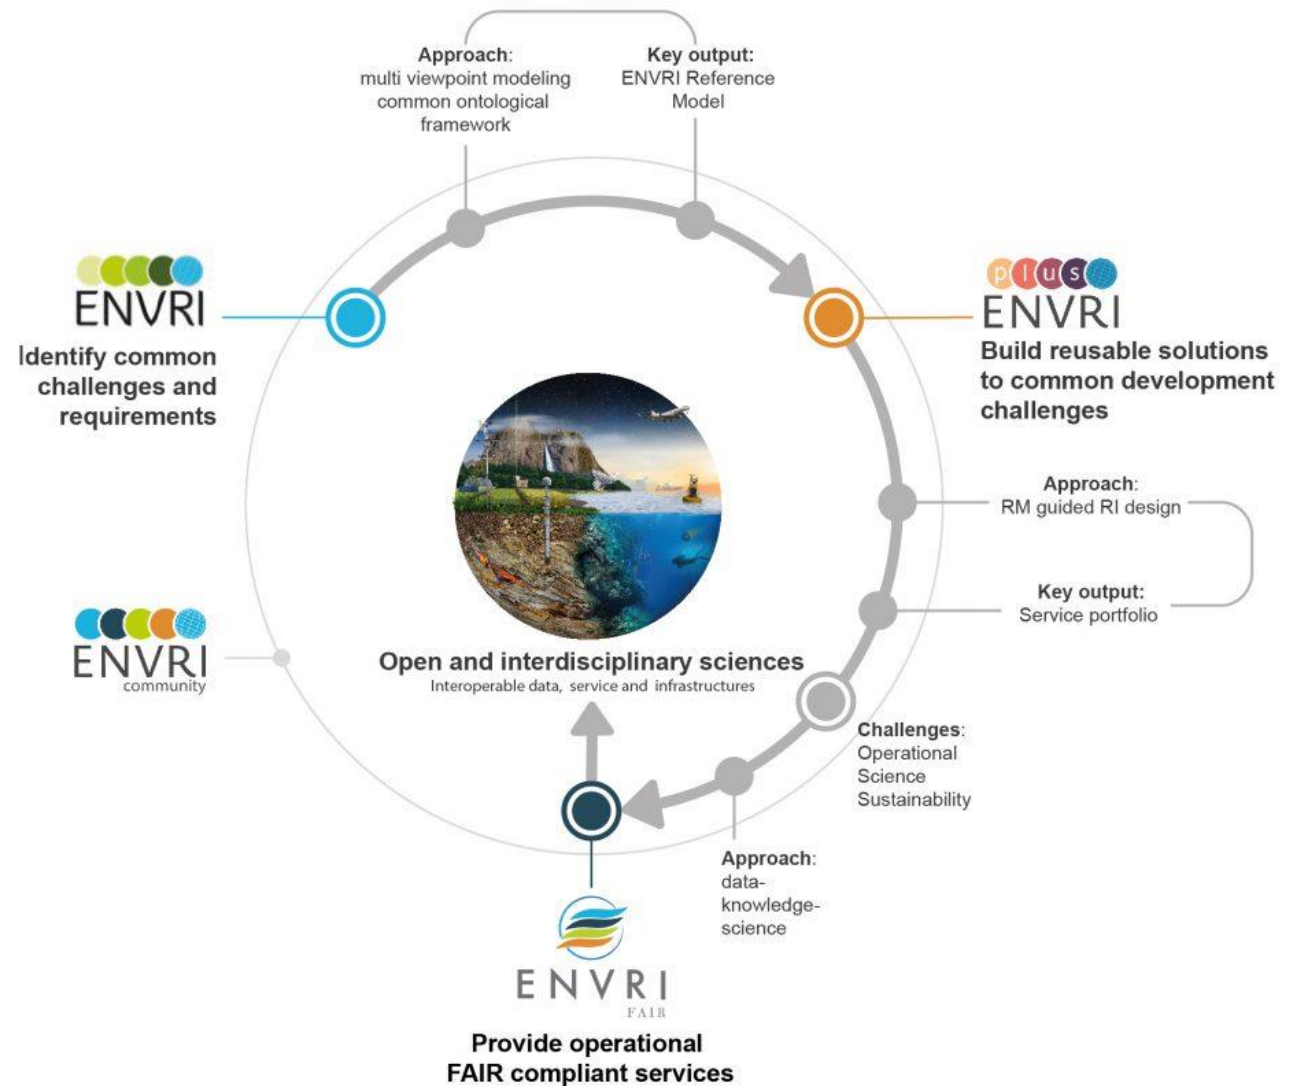 Approach:
multi viewpoint modeling
common ontological
framework
Key output:
ENVRI Reference
Model
ENVRI
Identify common
challenges and
requirements
plus
ENVRI
Build reusable solutions
to common development
challenges
Approach:
RM guided RI design
Key output:
Service portfolio
ENVRI
community
Open and interdisciplinary sciences
Interoperable data, service and infrastructures
Challenges:
Operational
Science
Sustainability
Approach:
data-
knowledge-
science
ENVRI
FAIR
Provide operational
FAIR compliant services